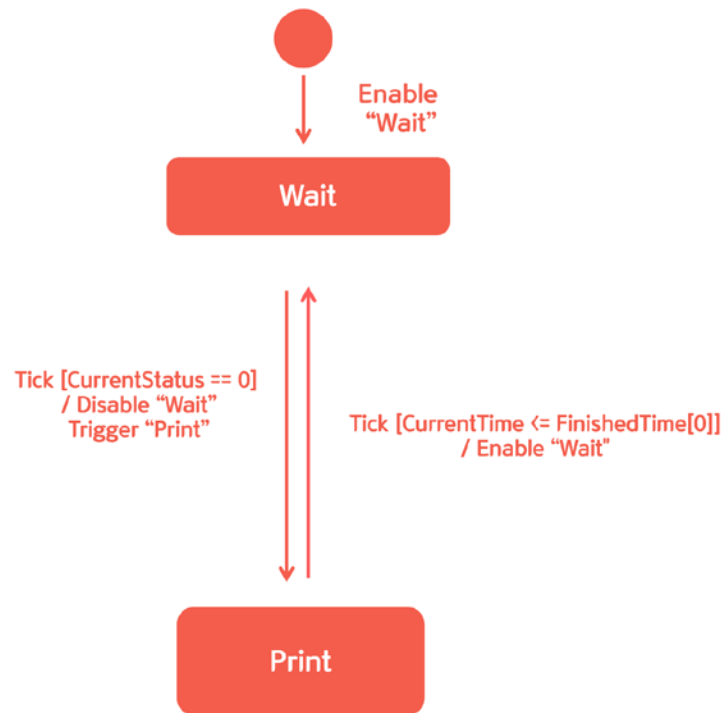 Enable
“Wait”
Wait
Tick [CurrentStatus == 0]
/ Disable “Wait”
Trigger “Print”
Tick [CurrentTime <= FinishedTime[0]]
/ Enable “Wait"
Print